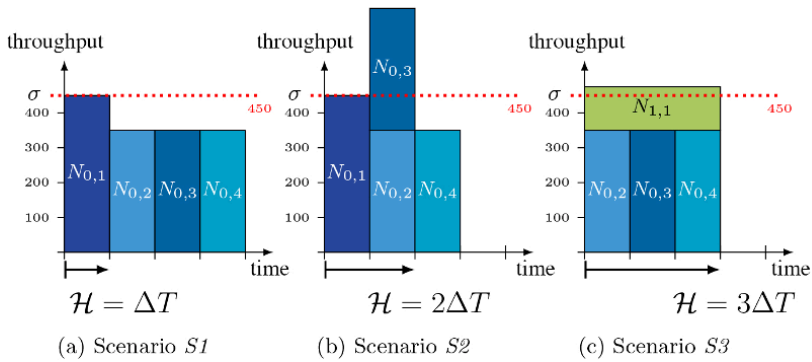 throughput
σ
450
400
300
200
100
N0,1
N0,2
N0,3
N0,4
time
H = ΔT
(a) Scenario S1
throughput
σ
450
400
300
200
100
N0,1
N0,3
N0,2
N0,4
time
H = 2ΔT
(b) Scenario S2
throughput
σ
450
400
300
200
100
N1,1
N0,2
N0,3
N0,4
time
H = 3ΔT
(c) Scenario S3